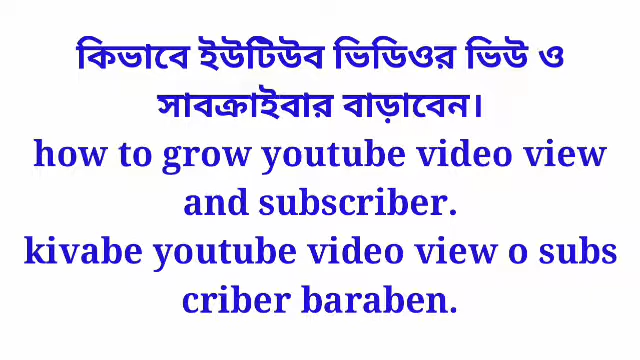 কিভাবে ইউটিউব ভিডিওর ভিউ ও
সাবক্রাইবার বাড়াবেন।
how to grow youtube video view
and subscriber.
kivabe youtube video view o subs
criber baraben.